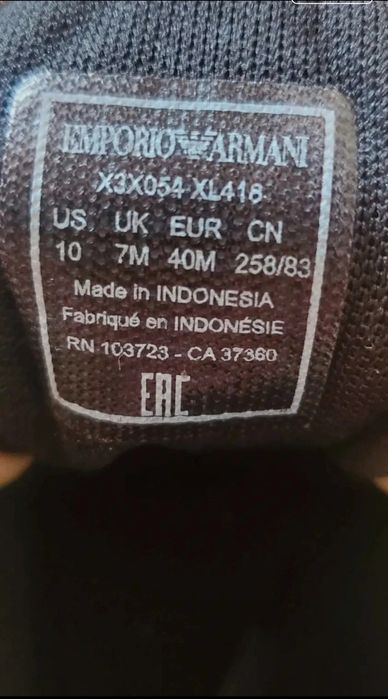 EMPORIO ARMANI
X3X054 XL418
US UK EUR CN
10 7M 40M 258/83
Made in INDONESIA
Fabriqué en INDONÉSIE
RN 103723 - CA 37360
EAC